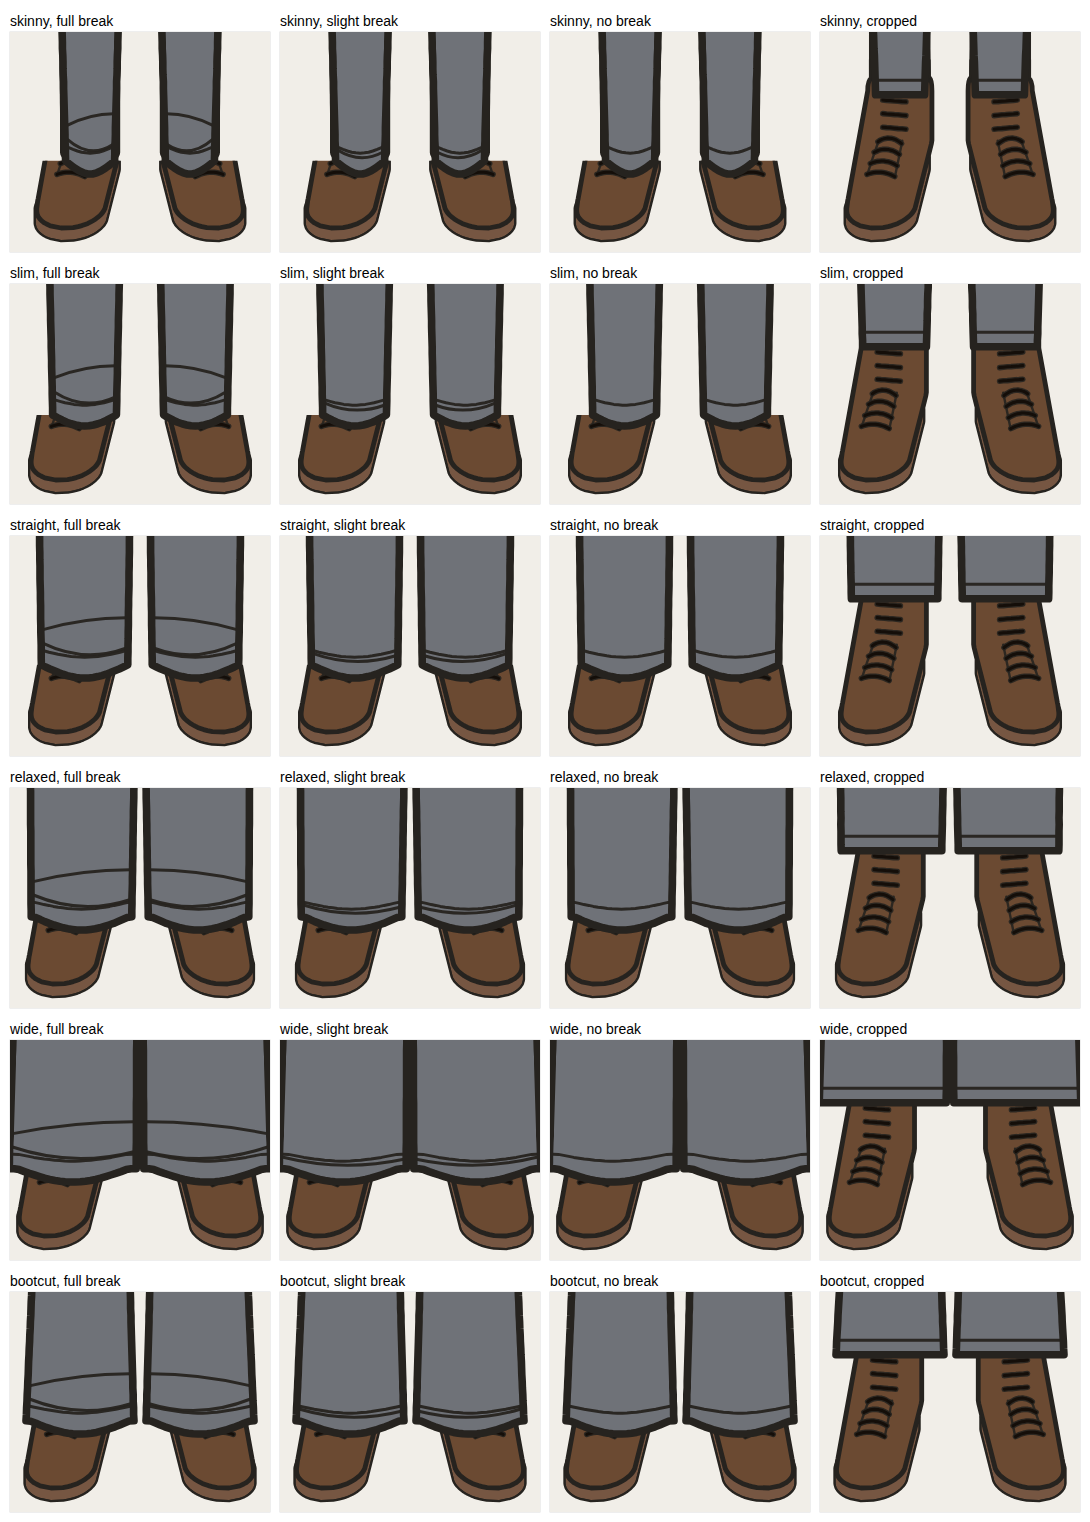 skinny, full break
skinny, slight break
skinny, no break
skinny, cropped
slim, full break
slim, slight break
slim, no break
slim, cropped
straight, full break
straight, slight break
straight, no break
straight, cropped
relaxed, full break
relaxed, slight break
relaxed, no break
relaxed, cropped
wide, full break
wide, slight break
wide, no break
wide, cropped
bootcut, full break
bootcut, slight break
bootcut, no break
bootcut, cropped